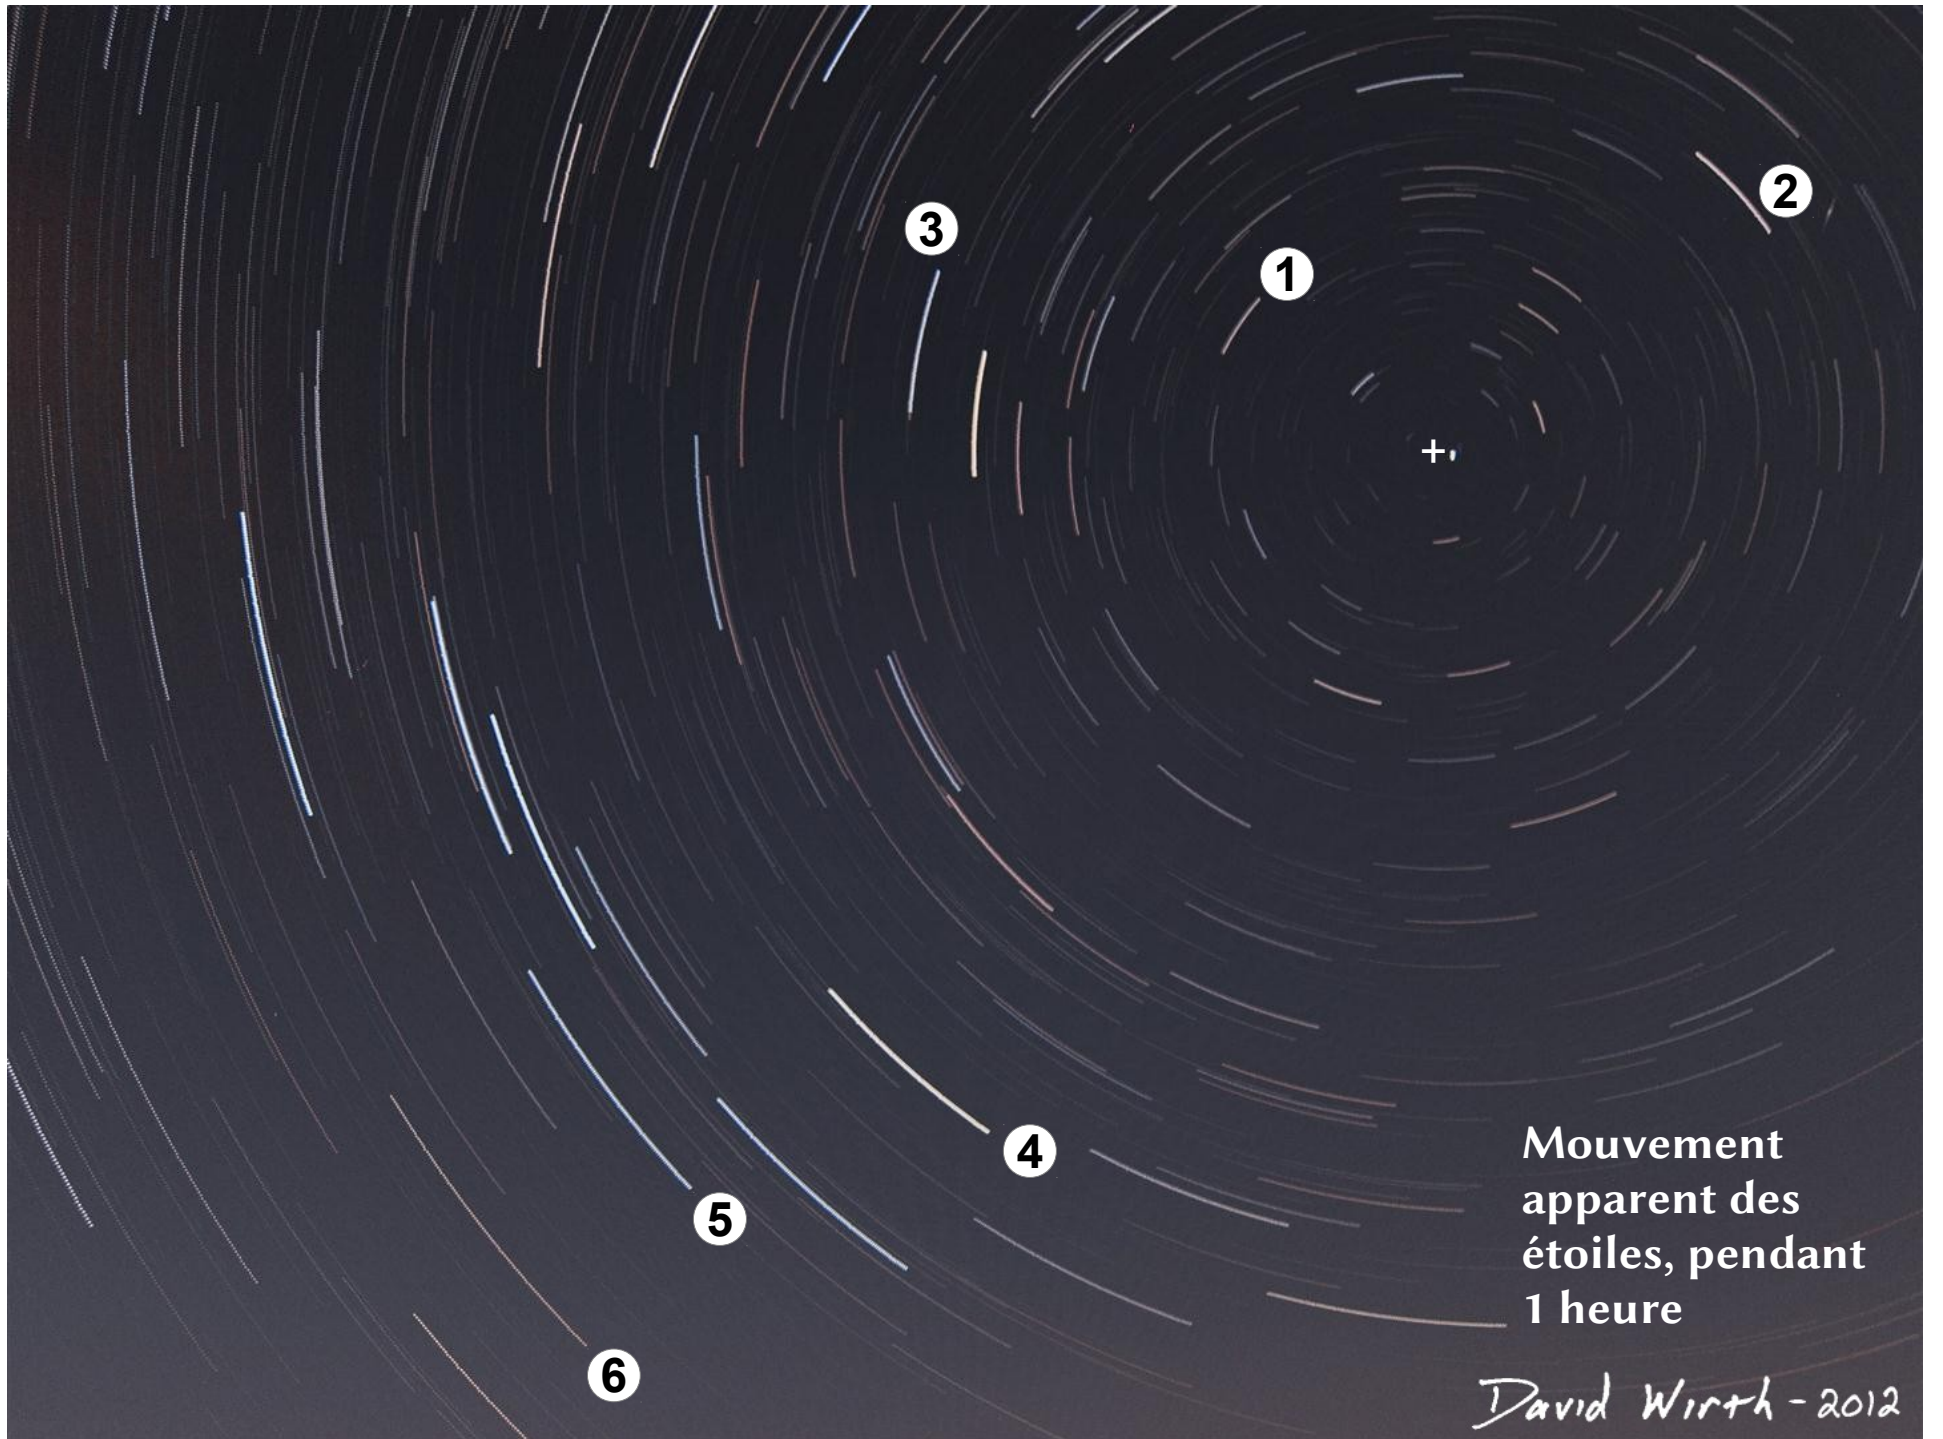 3
2
1
+
4
5
6
Mouvement
apparent des
étoiles, pendant
1 heure
David Wirth - 2012